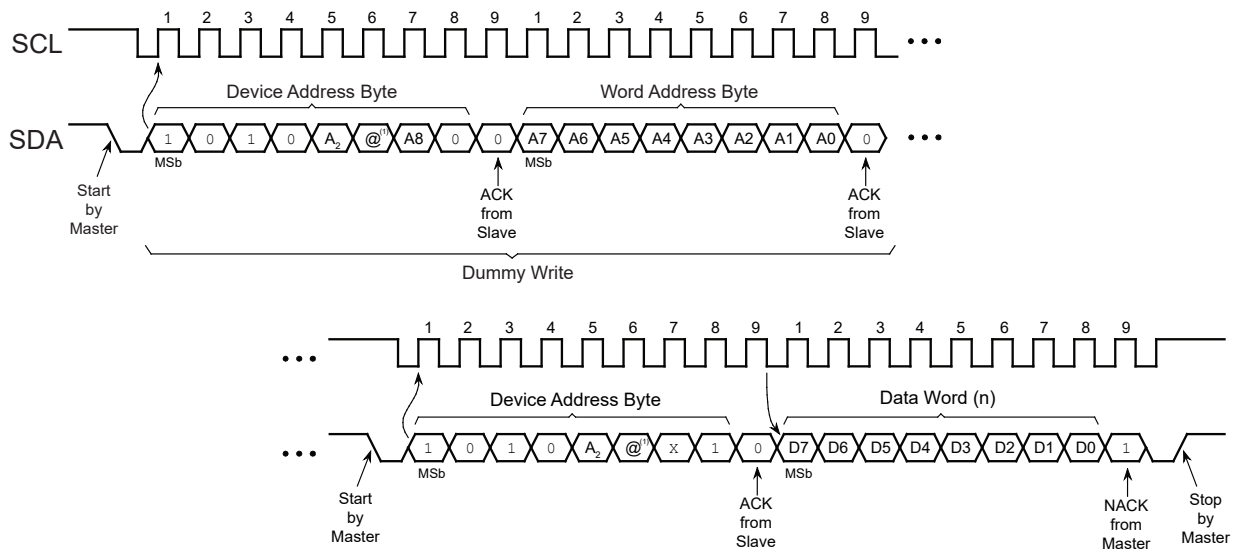 1 2 3 4 5 6 7 8 9 1 2 3 4 5 6 7 8 9
SCL
Device Address Byte Word Address Byte
SDA 1 0 1 0 A2 @(1) A8 0 0 A7 A6 A5 A4 A3 A2 A1 A0 0
MSb MSb
Start by Master
ACK from Slave
ACK from Slave
Dummy Write
1 2 3 4 5 6 7 8 9 1 2 3 4 5 6 7 8 9
Device Address Byte Data Word (n)
1 0 1 0 A2 @(1) X 1 0 D7 D6 D5 D4 D3 D2 D1 D0 1
MSb MSb
Start by Master
ACK from Slave
NACK from Master
Stop by Master